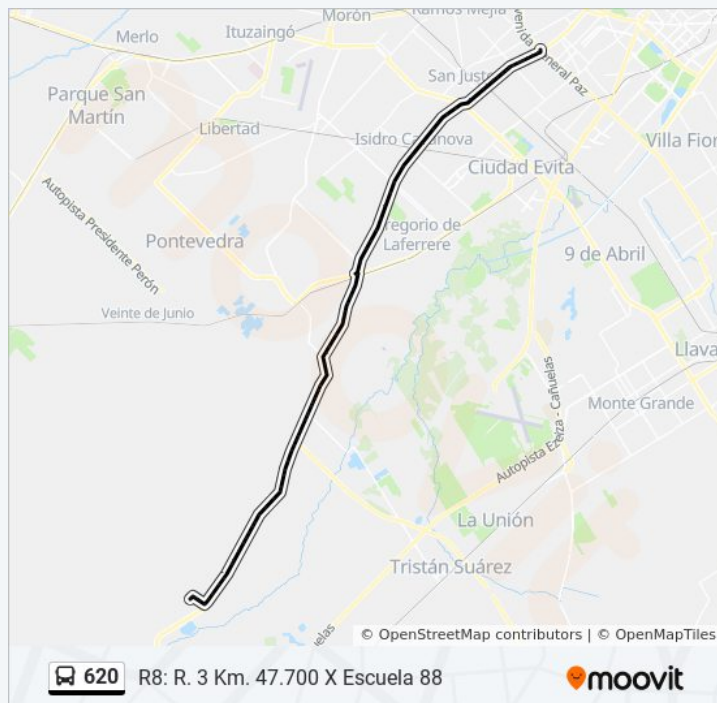 Morón
Ramos Mejía
Avenida General Paz
Merlo
Ituzaingó
San Justo
Parque San
Martín
Libertad
Isidro Casanova
Villa Fior
Ciudad Evita
Autopista Presidente Perón
Gregorio de
Laferrere
Pontevedra
9 de Abril
Veinte de Junio
Llava
Monte Grande
Autopista Ezeiza - Cañuelas
La Unión
Tristán Suárez
uelas
© OpenStreetMap contributors | © OpenMapTiles
620 R8: R. 3 Km. 47.700 X Escuela 88
moovit